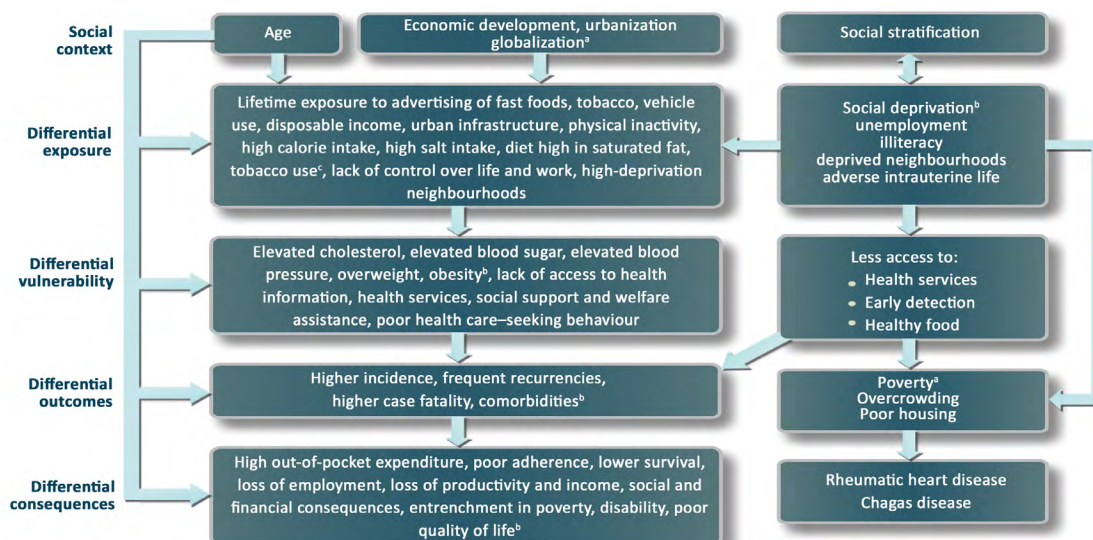 Social
context
Age
Economic development, urbanization
globalizationᵃ
Social stratification
Differential
exposure
Lifetime exposure to advertising of fast foods, tobacco, vehicle
use, disposable income, urban infrastructure, physical inactivity,
high calorie intake, high salt intake, diet high in saturated fat,
tobacco useᶜ, lack of control over life and work, high-deprivation
neighbourhoods
Social deprivationᵇ
unemployment
illiteracy
deprived neighbourhoods
adverse intrauterine life
Differential
vulnerability
Elevated cholesterol, elevated blood sugar, elevated blood
pressure, overweight, obesityᵇ, lack of access to health
information, health services, social support and welfare
assistance, poor health care–seeking behaviour
Less access to:
• Health services
• Early detection
• Healthy food
Differential
outcomes
Higher incidence, frequent recurrencies,
higher case fatality, comorbiditiesᵇ
Povertyᵃ
Overcrowding
Poor housing
Differential
consequences
High out-of-pocket expenditure, poor adherence, lower survival,
loss of employment, loss of productivity and income, social and
financial consequences, entrenchment in poverty, disability, poor
quality of lifeᵇ
Rheumatic heart disease
Chagas disease